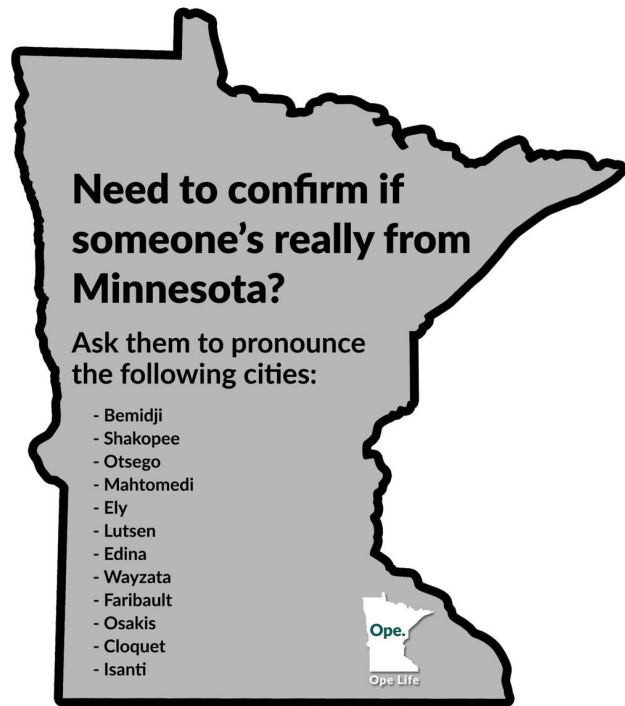 Need to confirm if
someone's really from
Minnesota?
Ask them to pronounce
the following cities:
- Bemidji
- Shakopee
- Otsego
- Mahtomedi
- Ely
- Lutsen
- Edina
- Wayzata
- Faribault
- Osakis
- Cloquet
- Isanti
Ope.
Ope Life